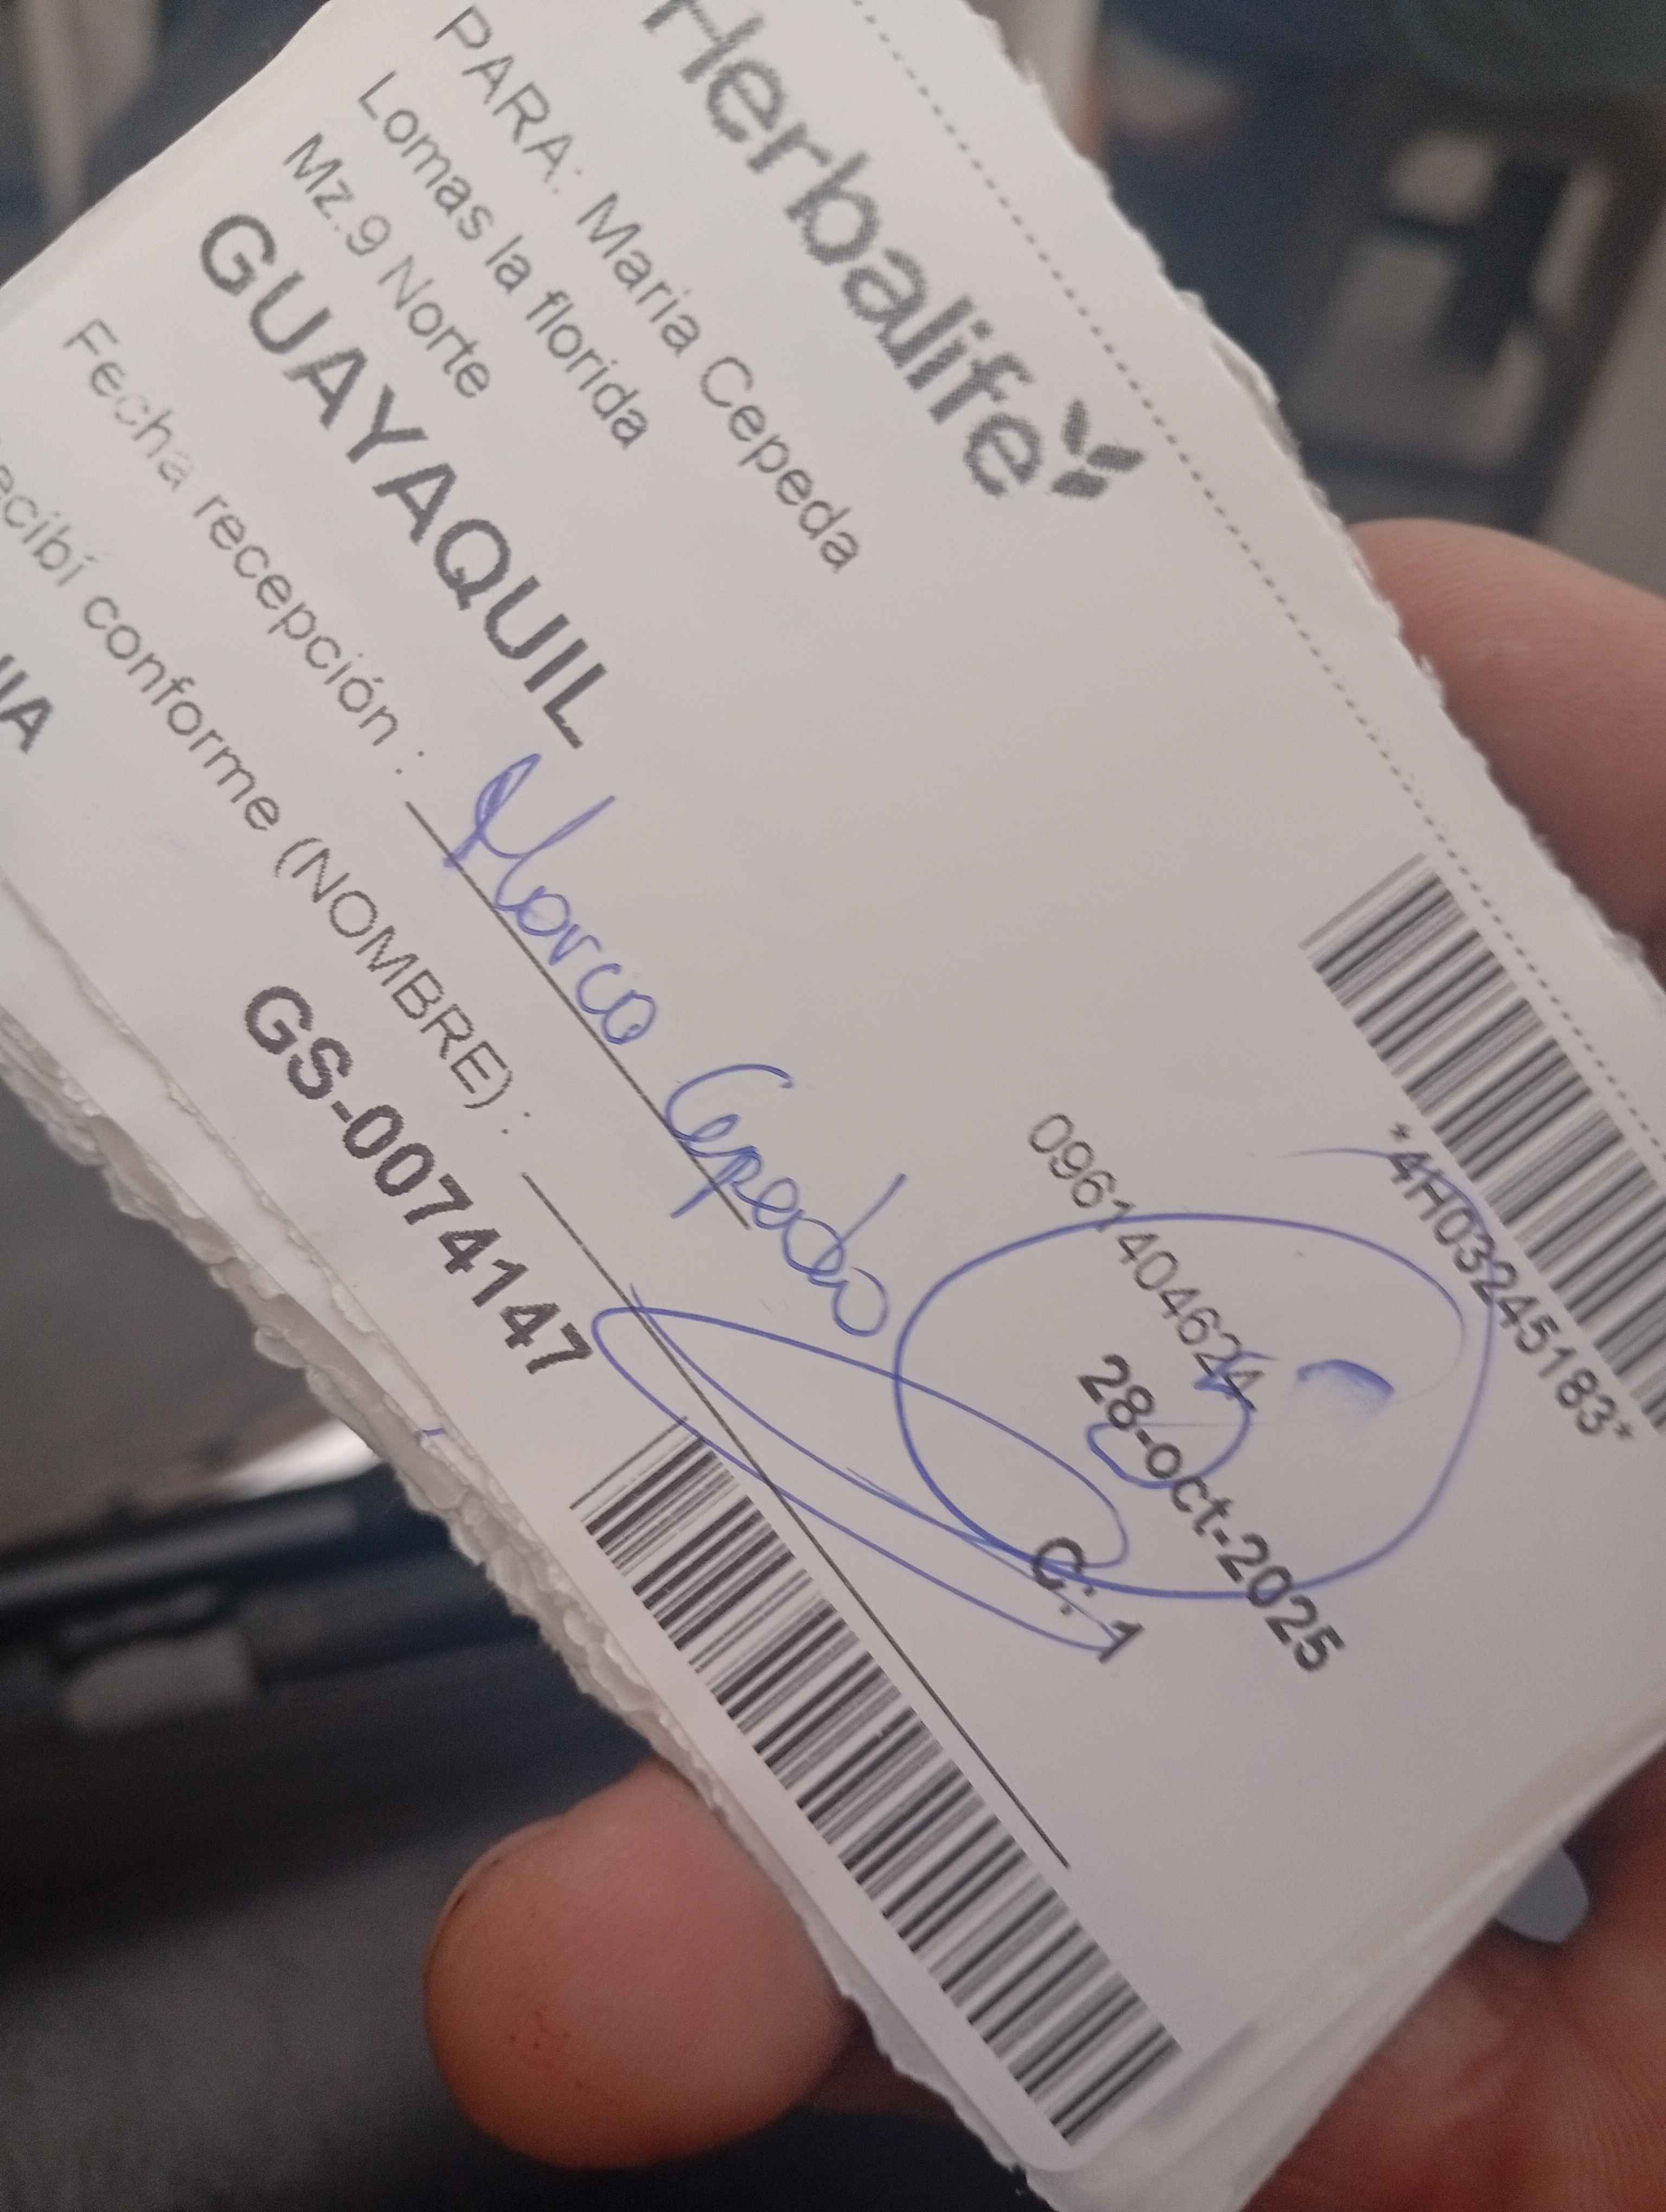 Herbalife
*4H03245183*
PARA: Maria Cepeda
0961404624
Lomas la florida
Mz.9 Norte
28-oct-2025
GUAYAQUIL
C: 1
Fecha recepción :
Marco Cepeda
ecibí conforme (NOMBRE) :
GS-0074147